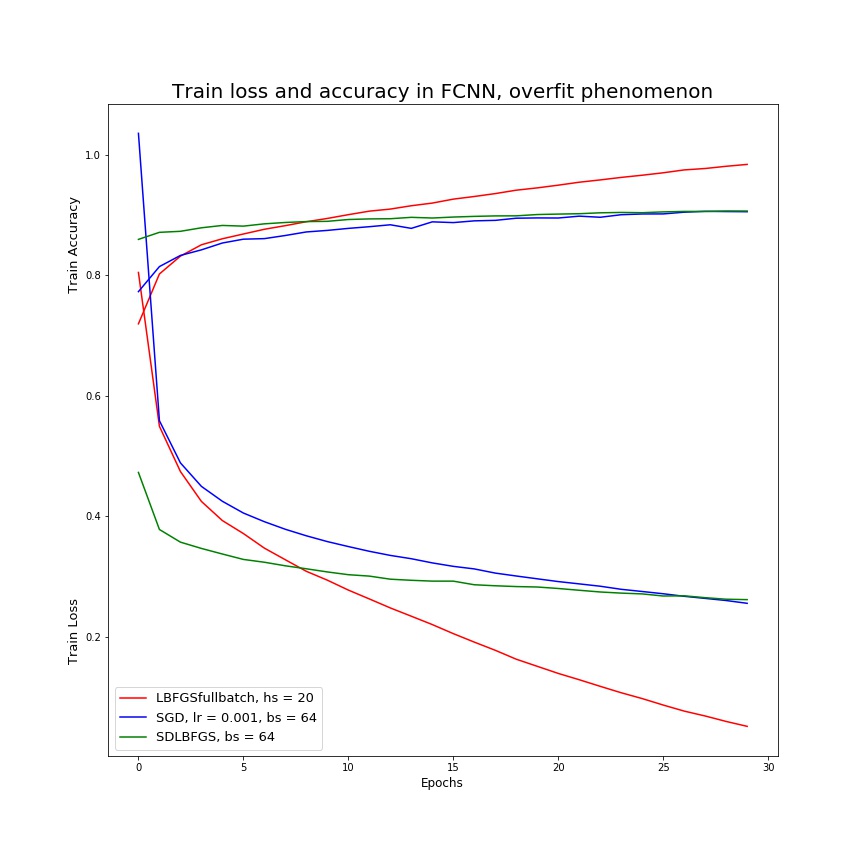 Train loss and accuracy in FCNN, overfit phenomenon
Train Accuracy
Train Loss
1.0
0.8
0.6
0.4
0.2
LBFGSfullbatch, hs = 20
SGD, lr = 0.001, bs = 64
SDLBFGS, bs = 64
0 5 10 15 20 25 30
Epochs